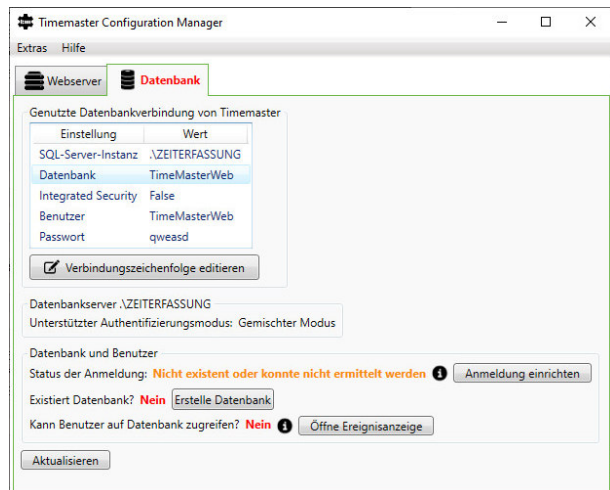 Timemaster Configuration Manager
Extras Hilfe
Webserver Datenbank
Genutzte Datenbankverbindung von Timemaster
Einstellung Wert
SQL-Server-Instanz .\ZEITERFASSUNG
Datenbank TimeMasterWeb
Integrated Security False
Benutzer TimeMasterWeb
Passwort qweasd
Verbindungszeichenfolge editieren
Datenbankserver .\ZEITERFASSUNG
Unterstützter Authentifizierungsmodus: Gemischter Modus
Datenbank und Benutzer
Status der Anmeldung: Nicht existent oder konnte nicht ermittelt werden Anmeldung einrichten
Existiert Datenbank? Nein Erstelle Datenbank
Kann Benutzer auf Datenbank zugreifen? Nein Öffne Ereignisanzeige
Aktualisieren